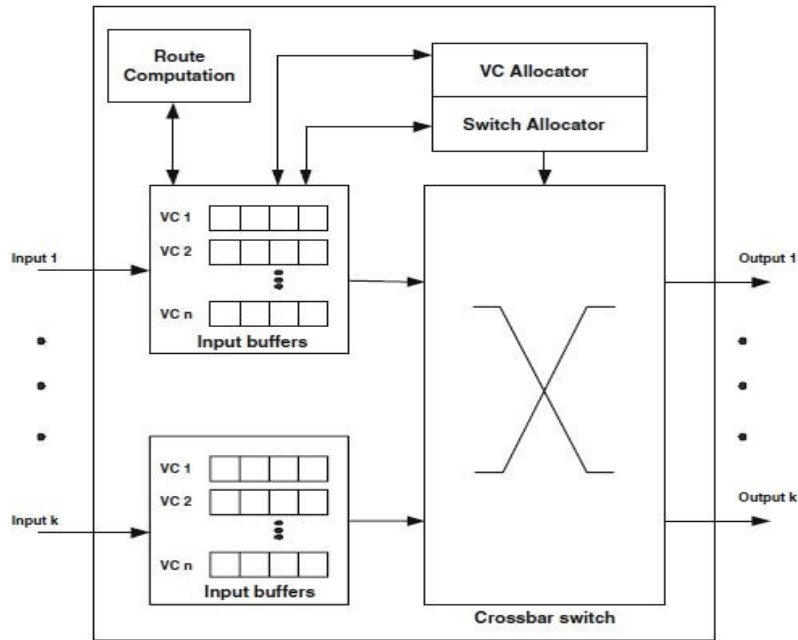 Route
Computation
VC Allocator
Switch Allocator
VC 1
VC 2
VC n
Input buffers
Input 1
Output 1
VC 1
VC 2
VC n
Input buffers
Input k
Output k
Crossbar switch